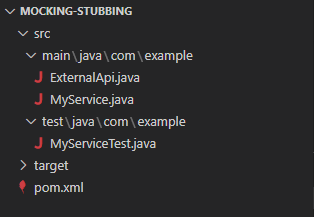 MOCKING-STUBBING
src
main\java\com\example
ExternalApi.java
MyService.java
test\java\com\example
MyServiceTest.java
target
pom.xml